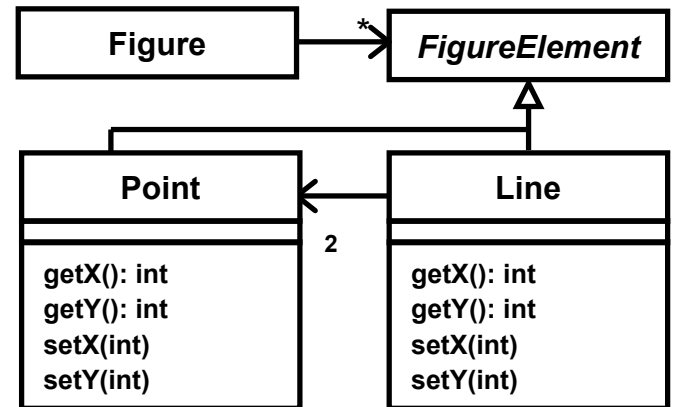 Figure
*
FigureElement
Point
Line
2
getX(): int
getY(): int
setX(int)
setY(int)
getX(): int
getY(): int
setX(int)
setY(int)